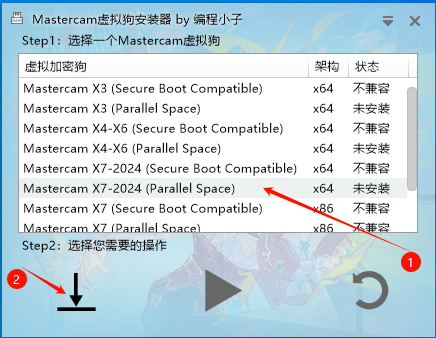 Mastercam虚拟狗安装器 by 编程小子
Step1：选择一个Mastercam虚拟狗
虚拟加密狗 架构 状态
Mastercam X3 (Secure Boot Compatible) x64 不兼容
Mastercam X3 (Parallel Space) x64 未安装
Mastercam X4-X6 (Secure Boot Compatible) x64 不兼容
Mastercam X4-X6 (Parallel Space) x64 未安装
Mastercam X7-2024 (Secure Boot Compatible) x64 不兼容
Mastercam X7-2024 (Parallel Space) x64 未安装
Mastercam X7 (Secure Boot Compatible) x86 不兼容
Mastercam X7 (Parallel Space) x86 不兼容
1
Step2：选择您需要的操作
2